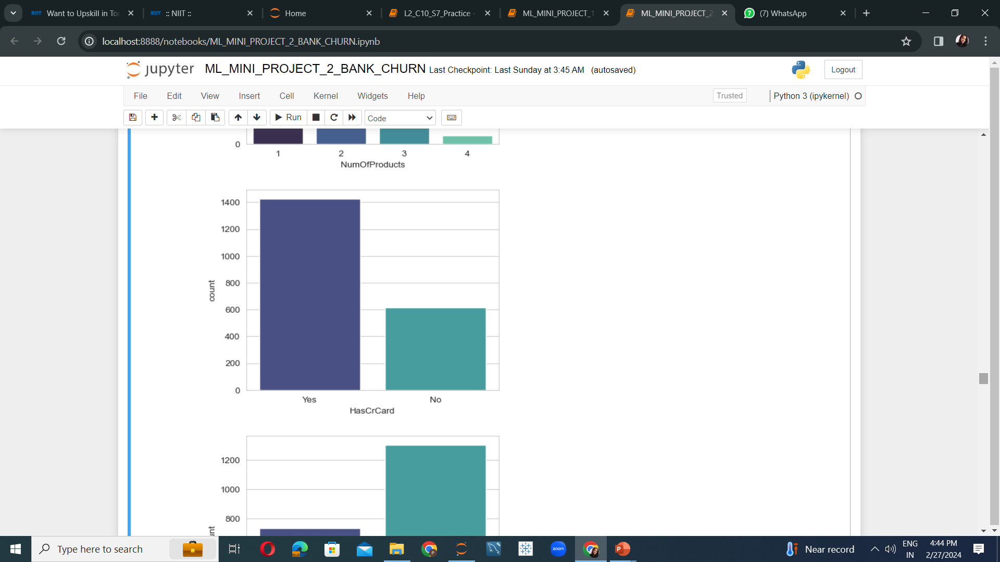 NIIT Want to Upskill in To
NIIT :: NIIT ::
Home
L2_C10_S7_Practice -
ML_MINI_PROJECT_1
ML_MINI_PROJECT_2
7 (7) WhatsApp
localhost:8888/notebooks/ML_MINI_PROJECT_2_BANK_CHURN.ipynb
jupyter ML_MINI_PROJECT_2_BANK_CHURN Last Checkpoint: Last Sunday at 3:45 AM (autosaved)
Logout
File Edit View Insert Cell Kernel Widgets Help
Trusted
Python 3 (ipykernel)
Run
Code
0
1 2 3 4
NumOfProducts
1400
1200
1000
800
600
400
200
0
count
Yes No
HasCrCard
1200
1000
800
Type here to search
zoom
P
Near record
ENG
IN
4:44 PM
2/27/2024